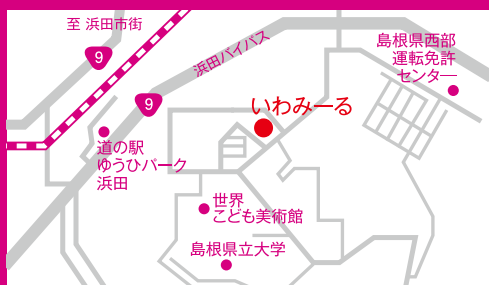 至 浜田市街
9
浜田バイパス
9
島根県西部
運転免許
センター
いわみーる
道の駅
ゆうひパーク
浜田
世界
こども美術館
島根県立大学